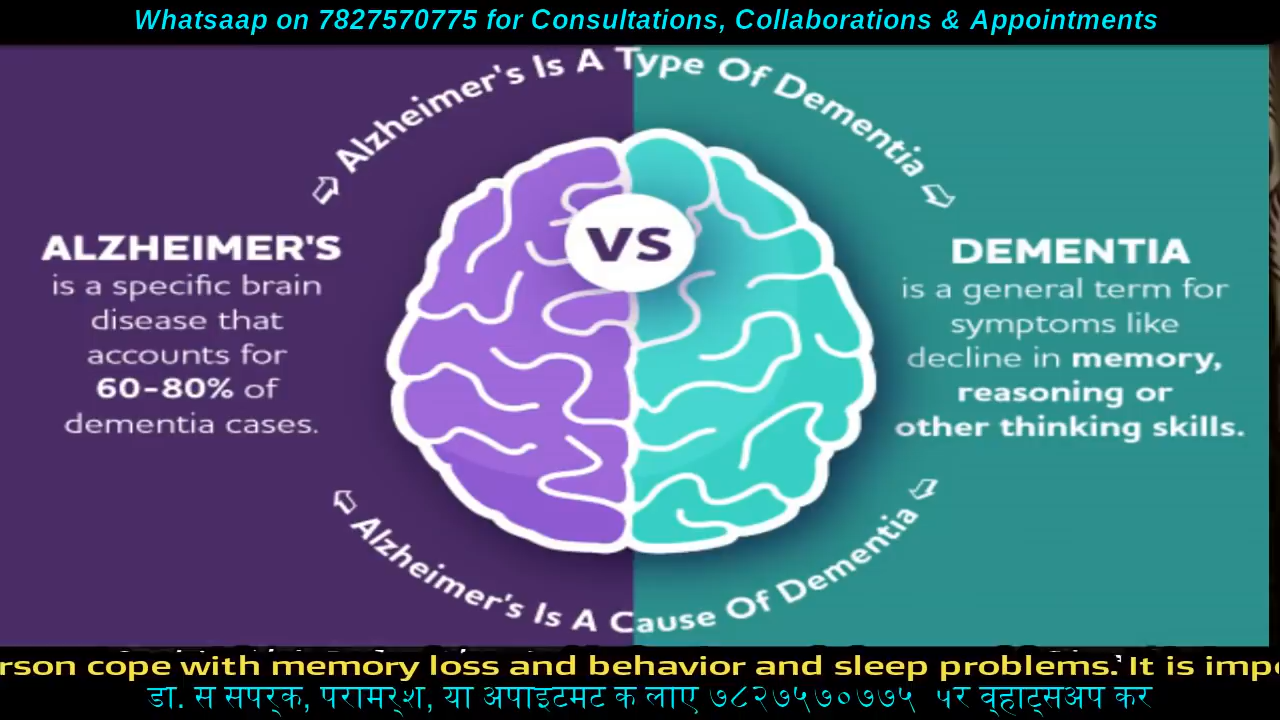 Whatsaap on 7827570775 for Consultations, Collaborations & Appointments
Alzheimer's Is A Type Of Dementia
VS
ALZHEIMER'S
is a specific brain
disease that
accounts for
60-80% of
dementia cases.
DEMENTIA
is a general term for
symptoms like
decline in memory,
reasoning or
other thinking skills.
Alzheimer's Is A Cause Of Dementia
rson cope with memory loss and behavior and sleep problems. It is impo
डा. स सपर्क, परामर्श, या अपाइटमट क लाए ७८२७५७०७७५ पर व्हाट्सअप कर